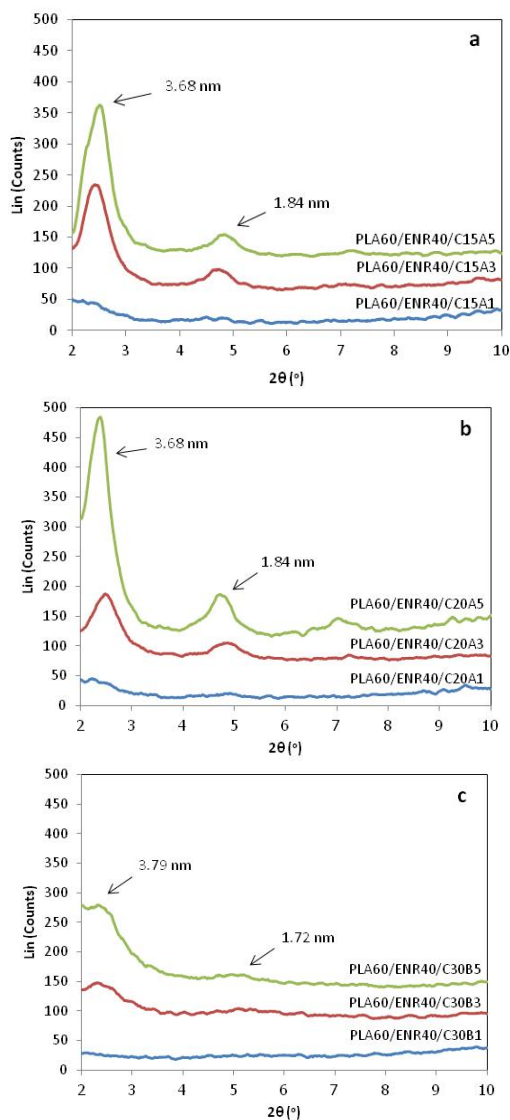 a
500
450
400
350
300
250
200
150
100
50
0
Lin (Counts)
3.68 nm
1.84 nm
PLA60/ENR40/C15A5
PLA60/ENR40/C15A3
PLA60/ENR40/C15A1
2 3 4 5 6 7 8 9 10
2θ (°)
b
500
450
400
350
300
250
200
150
100
50
0
Lin (Counts)
3.68 nm
1.84 nm
PLA60/ENR40/C20A5
PLA60/ENR40/C20A3
PLA60/ENR40/C20A1
2 3 4 5 6 7 8 9 10
2θ (°)
c
500
450
400
350
300
250
200
150
100
50
0
Lin (Counts)
3.79 nm
1.72 nm
PLA60/ENR40/C30B5
PLA60/ENR40/C30B3
PLA60/ENR40/C30B1
2 3 4 5 6 7 8 9 10
2θ (°)